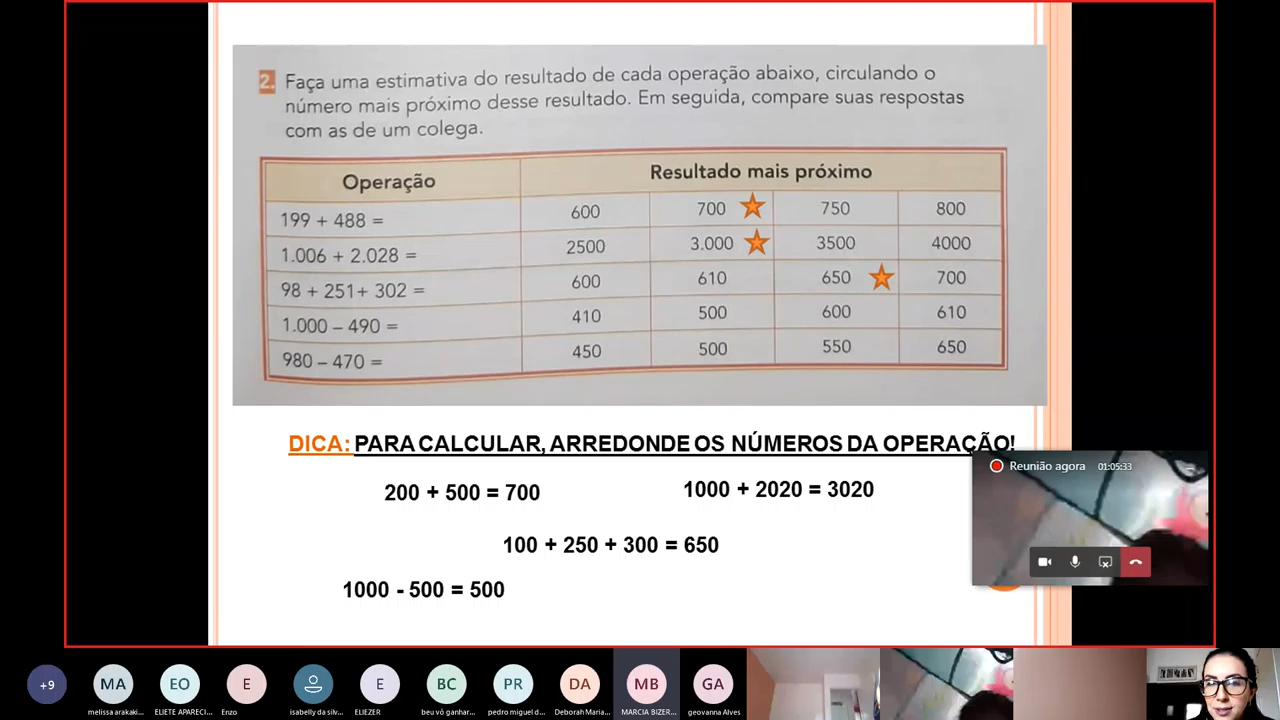 2. Faça uma estimativa do resultado de cada operação abaixo, circulando o
número mais próximo desse resultado. Em seguida, compare suas respostas
com as de um colega.
Operação Resultado mais próximo
199 + 488 = 600 700 750 800
1.006 + 2.028 = 2500 3.000 3500 4000
98 + 251+ 302 = 600 610 650 700
1.000 – 490 = 410 500 600 610
980 – 470 = 450 500 550 650
DICA: PARA CALCULAR, ARREDONDE OS NÚMEROS DA OPERAÇÃO!
200 + 500 = 700 1000 + 2020 = 3020
100 + 250 + 300 = 650
1000 - 500 = 500
Reunião agora 01:05:33
+9 MA EO E E BC PR DA MB GA
melissa arakaki... ELIETE APARECI... Enzo isabelly da silv... ELIEZER beu vô ganhar... pedro miguel d... Deborah Maria... MARCIA BIZER... geovanna Alves